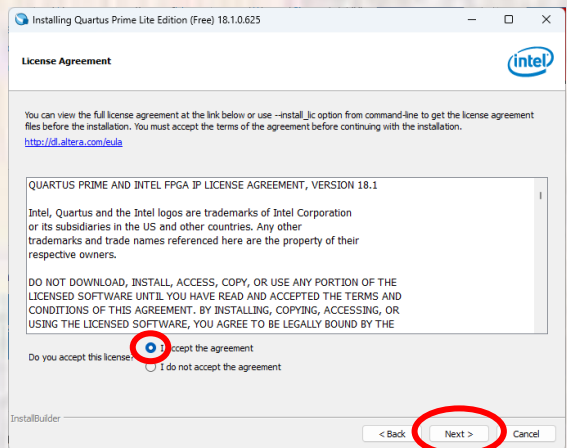 Installing Quartus Prime Lite Edition (Free) 18.1.0.625
License Agreement
intel
You can view the full license agreement at the link below or use --install_lic option from command-line to get the license agreement
files before the installation. You must accept the terms of the agreement before continuing with the installation.
http://dl.altera.com/eula
QUARTUS PRIME AND INTEL FPGA IP LICENSE AGREEMENT, VERSION 18.1
Intel, Quartus and the Intel logos are trademarks of Intel Corporation
or its subsidiaries in the US and other countries. Any other
trademarks and trade names referenced here are the property of their
respective owners.
DO NOT DOWNLOAD, INSTALL, ACCESS, COPY, OR USE ANY PORTION OF THE
LICENSED SOFTWARE UNTIL YOU HAVE READ AND ACCEPTED THE TERMS AND
CONDITIONS OF THIS AGREEMENT. BY INSTALLING, COPYING, ACCESSING, OR
USING THE LICENSED SOFTWARE, YOU AGREE TO BE LEGALLY BOUND BY THE
Do you accept this license?
I accept the agreement
I do not accept the agreement
InstallBuilder
< Back
Next >
Cancel